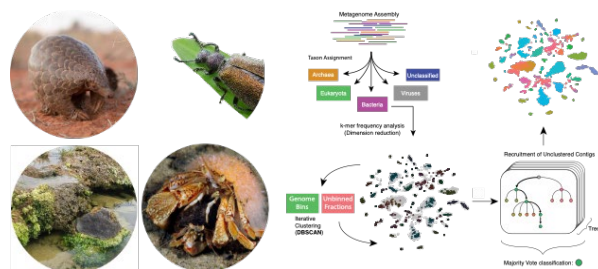 Metagenome Assembly
Taxon Assignment
Archaea
Unclassified
Eukaryota
Viruses
Bacteria
k-mer frequency analysis
(Dimension reduction)
Genome
Bins
Unbinned
Fractions
Iterative
Clustering
(DBSCAN)
Recruitment of Unclustered Contigs
Trees
Majority Vote classification: